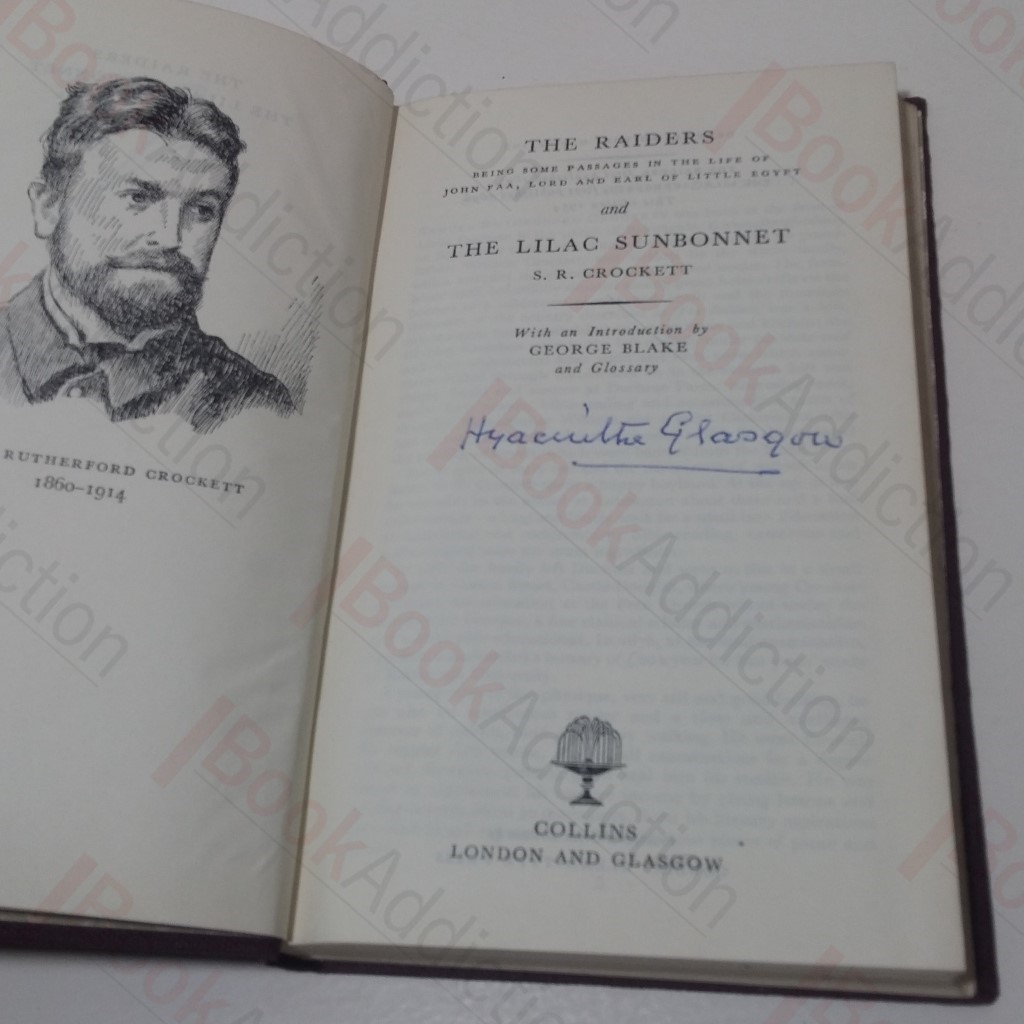 RUTHERFORD CROCKETT
1860–1914
THE RAIDERS
BEING SOME PASSAGES IN THE LIFE OF
JOHN FAA, LORD AND EARL OF LITTLE EGYPT
and
THE LILAC SUNBONNET
S. R. CROCKETT
With an Introduction by
GEORGE BLAKE
and Glossary
Hyacinthe Glasgow
COLLINS
LONDON AND GLASGOW
BookAddiction